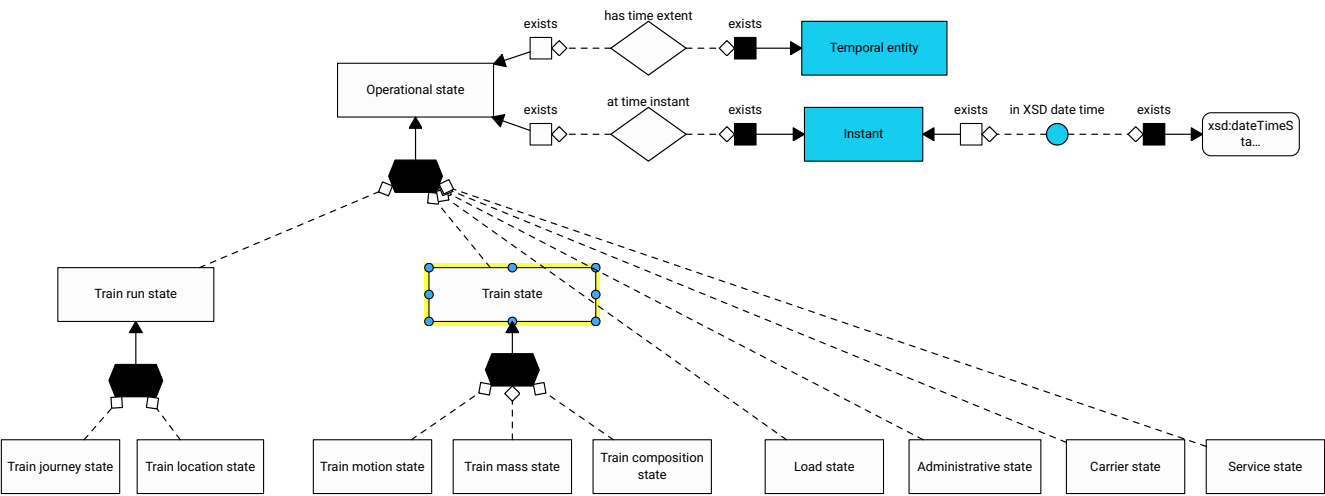 has time extent
exists
exists
Temporal entity
Operational state
at time instant
exists
exists
exists
in XSD date time
exists
Instant
xsd:dateTimeS
ta...
Train run state
Train state
Train journey state
Train location state
Train motion state
Train mass state
Train composition
state
Load state
Administrative state
Carrier state
Service state